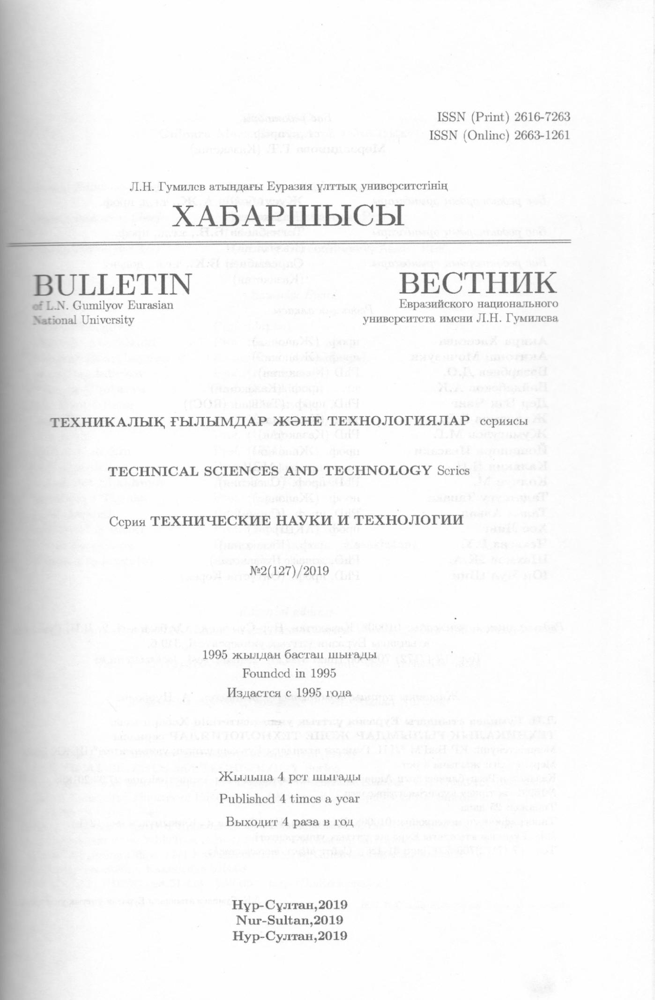 ISSN (Print) 2616-7263
ISSN (Online) 2663-1261
Л.Н. Гумилев атындағы Еуразия ұлттық университетінің
ХАБАРШЫСЫ
BULLETIN
of L.N. Gumilyov Eurasian
National University
ВЕСТНИК
Евразийского национального
университета имени Л.Н. Гумилева
ТЕХНИКАЛЫҚ ҒЫЛЫМДАР ЖӘНЕ ТЕХНОЛОГИЯЛАР сериясы
TECHNICAL SCIENCES AND TECHNOLOGY Series
Серия ТЕХНИЧЕСКИЕ НАУКИ И ТЕХНОЛОГИИ
№2(127)/2019
1995 жылдан бастап шығады
Founded in 1995
Издается с 1995 года
Жылына 4 рет шығады
Published 4 times a year
Выходит 4 раза в год
Нұр-Сұлтан,2019
Nur-Sultan,2019
Нур-Султан,2019